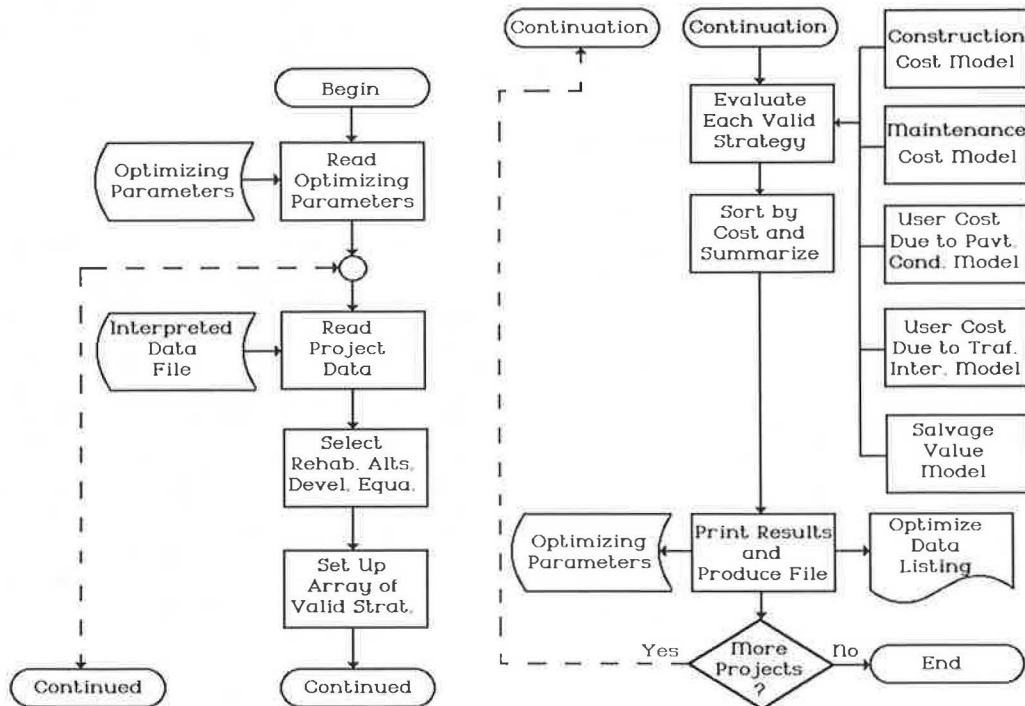 Begin
Optimizing
Parameters
Read
Optimizing
Parameters
Interpreted
Data
File
Read
Project
Data
Select
Rehab. Alts.
Devel. Equa.
Set Up
Array of
Valid Strat.
Continued
Continued
Continuation
Continuation
Evaluate
Each Valid
Strategy
Sort by
Cost and
Summarize
Construction
Cost Model
Maintenance
Cost Model
User Cost
Due to Pavt.
Cond. Model
User Cost
Due to Traf.
Inter. Model
Salvage
Value
Model
Optimizing
Parameters
Print Results
and
Produce File
Optimize
Data
Listing
Yes
More
Projects
?
No
End